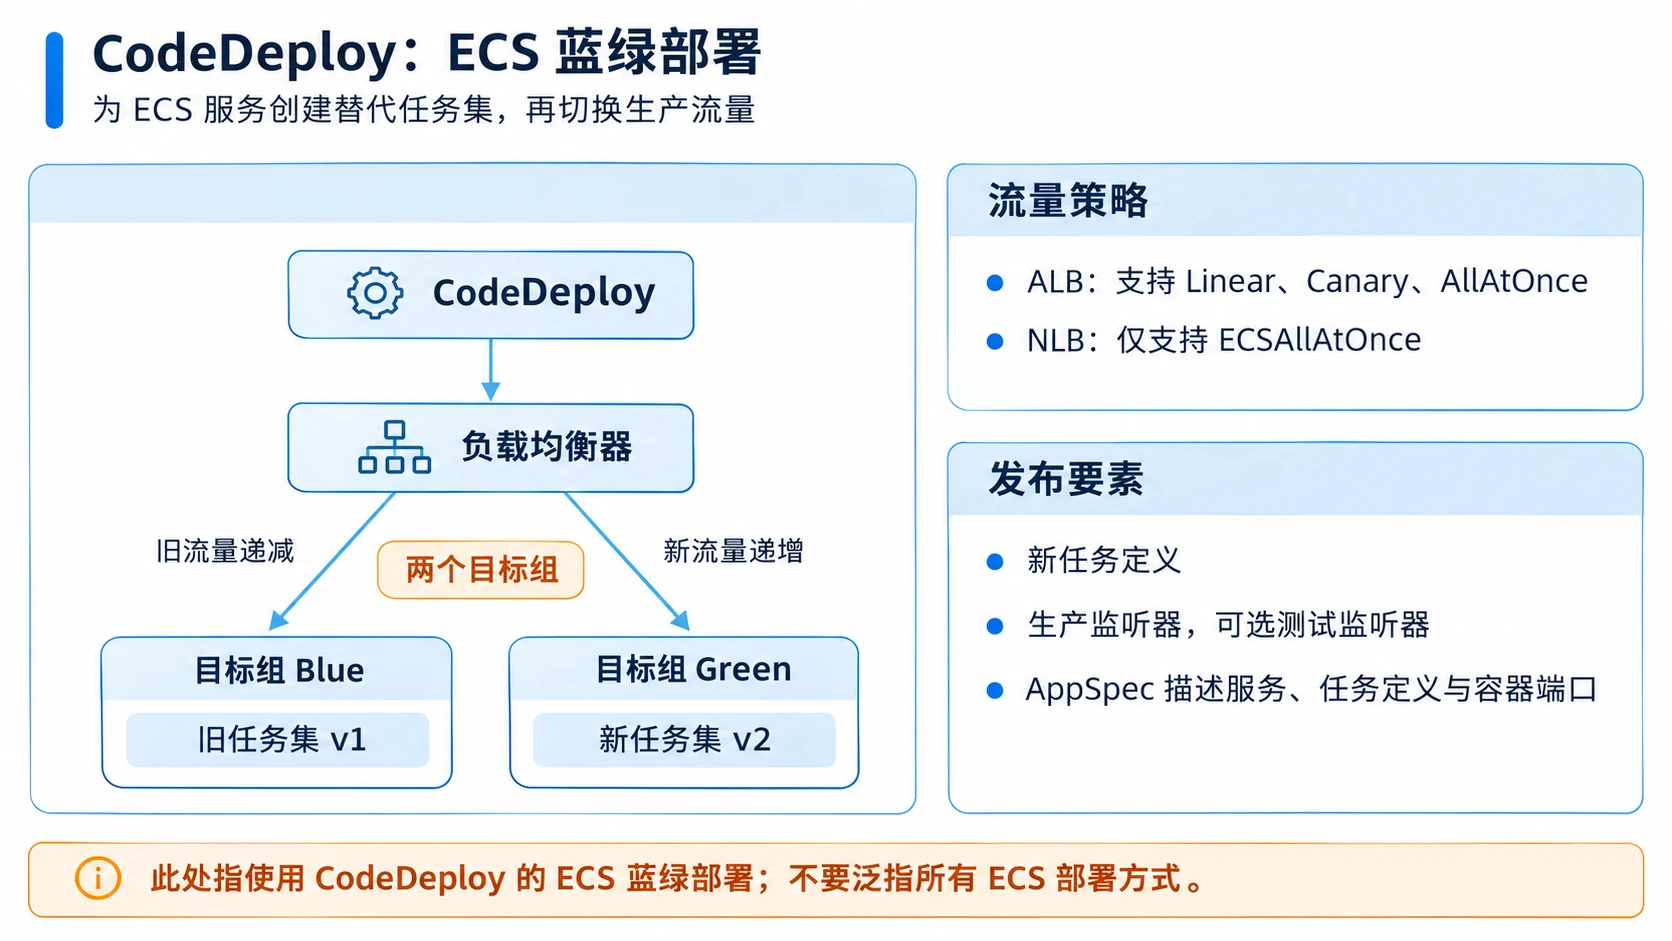 CodeDeploy：ECS 蓝绿部署
为 ECS 服务创建替代任务集，再切换生产流量
CodeDeploy
负载均衡器
旧流量递减
两个目标组
新流量递增
目标组 Blue
旧任务集 v1
目标组 Green
新任务集 v2
流量策略
ALB：支持 Linear、Canary、AllAtOnce
NLB：仅支持 ECSAllAtOnce
发布要素
新任务定义
生产监听器，可选测试监听器
AppSpec 描述服务、任务定义与容器端口
此处指使用 CodeDeploy 的 ECS 蓝绿部署；不要泛指所有 ECS 部署方式。